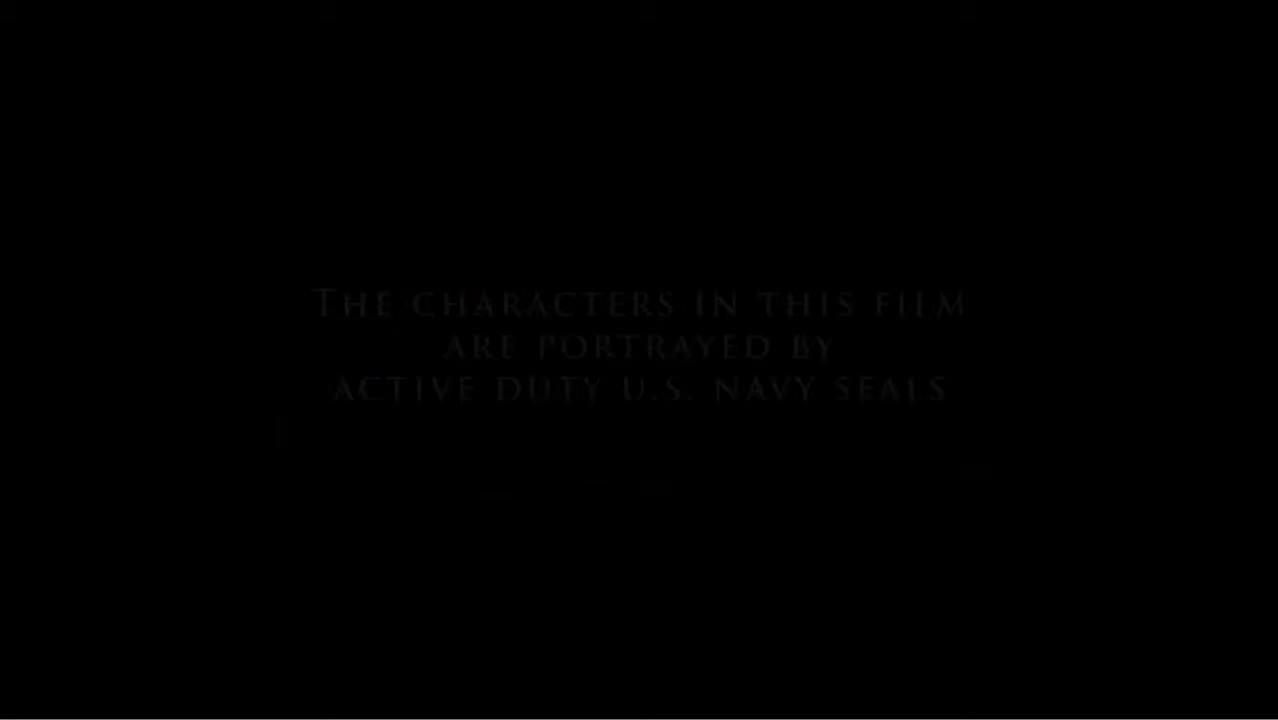 The characters in this film
are portrayed by
active duty U.S. Navy SEALs